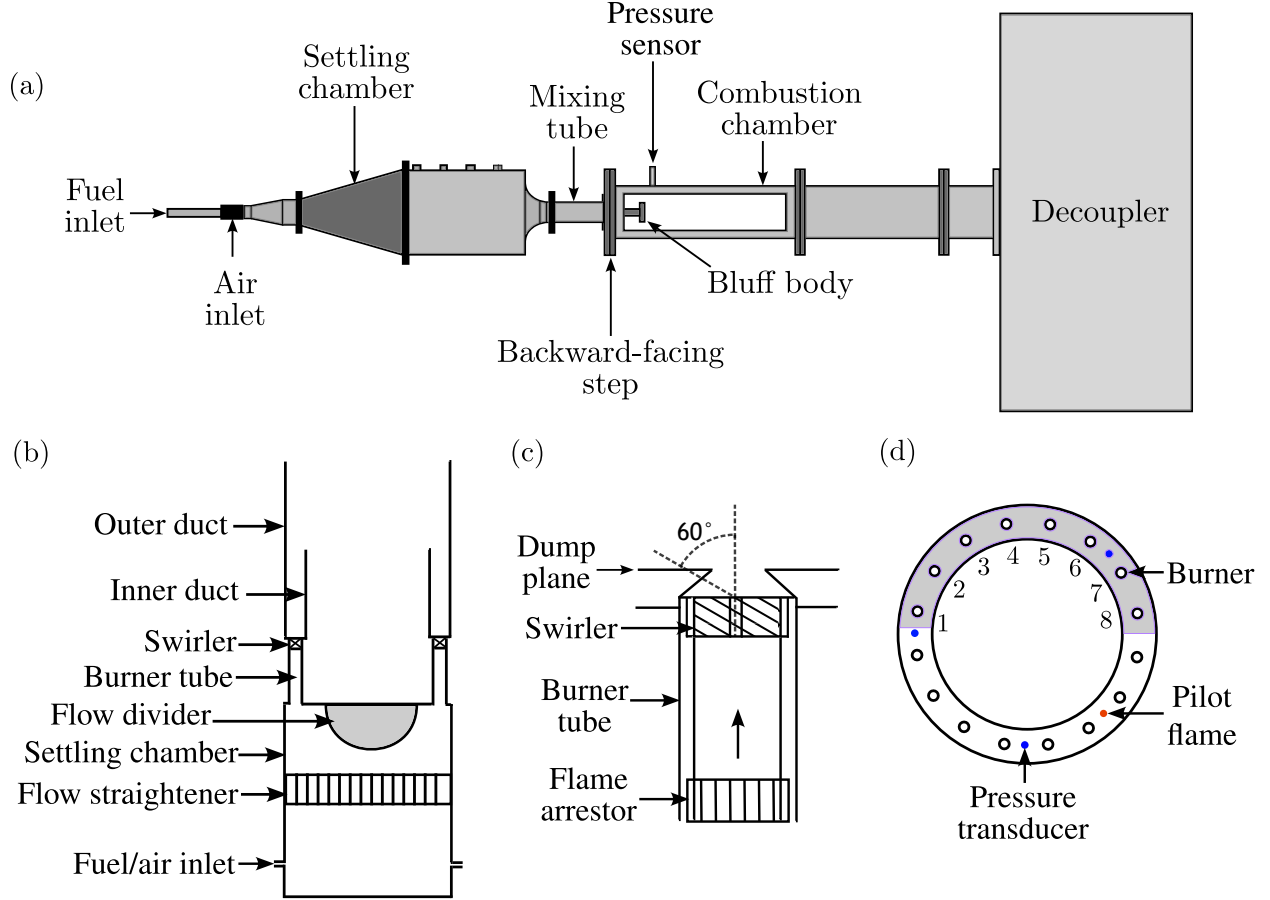 (a)
Pressure
sensor
Settling
chamber
Mixing
tube
Combustion
chamber
Fuel
inlet
Air
inlet
Decoupler
Bluff body
Backward-facing
step
(b)
Outer duct
Inner duct
Swirler
Burner tube
Flow divider
Settling chamber
Flow straightener
Fuel/air inlet
(c)
60°
Dump
plane
Swirler
Burner
tube
Flame
arrestor
(d)
1
2
3
4
5
6
7
8
Burner
Pilot
flame
Pressure
transducer